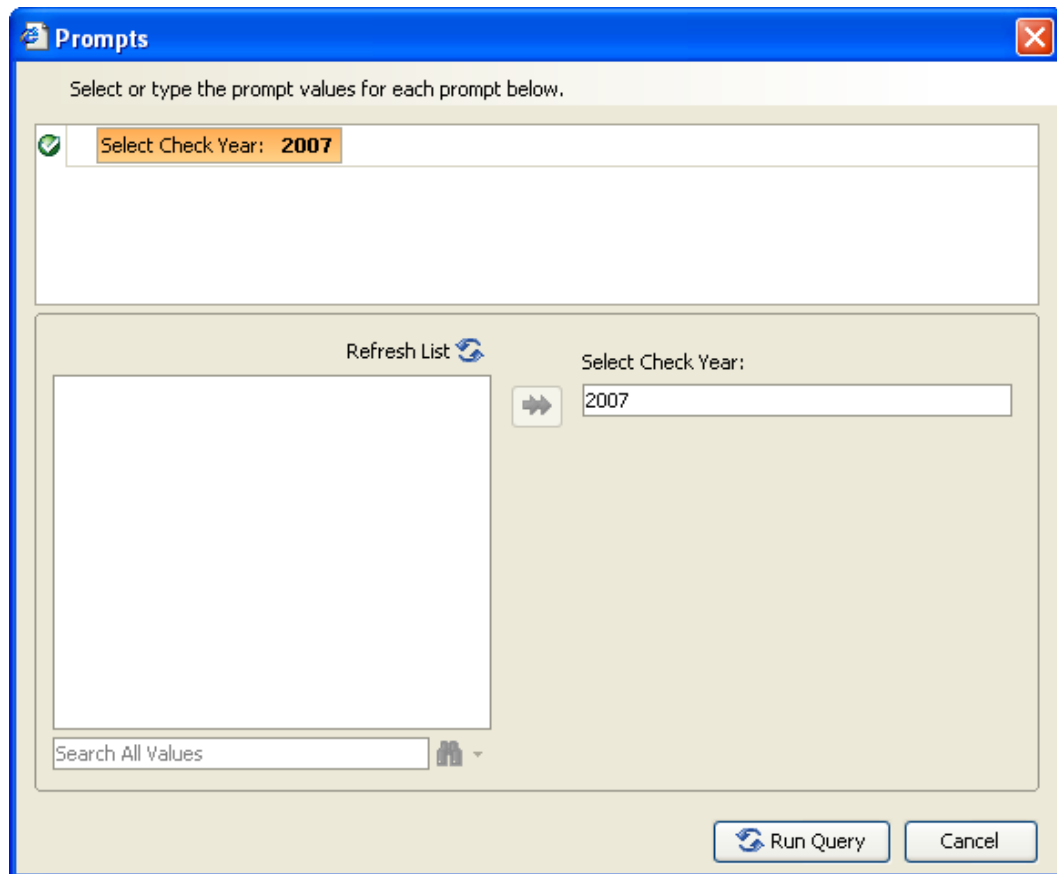 Prompts
Select or type the prompt values for each prompt below.
Select Check Year: 2007
Refresh List
Select Check Year:
2007
Search All Values
Run Query
Cancel